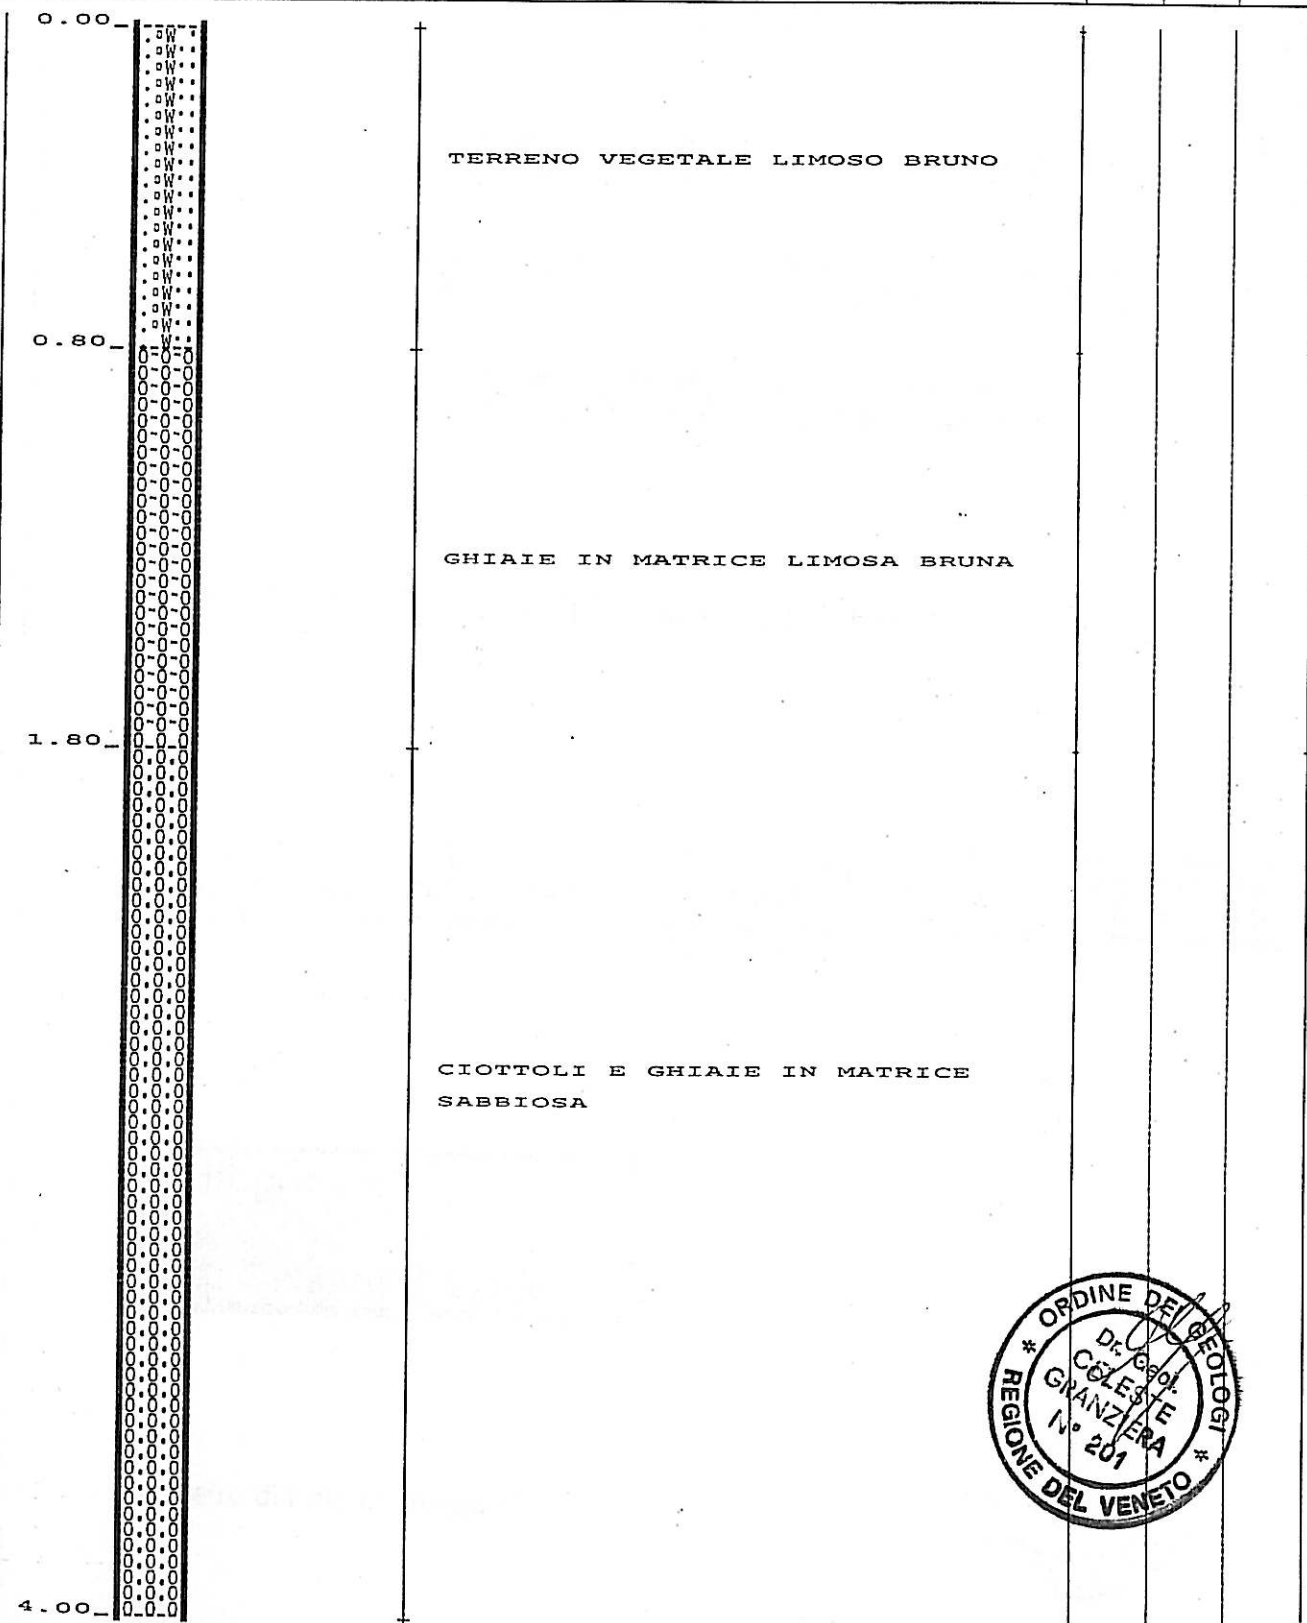 0.00
TERRENO VEGETALE LIMOSO BRUNO
0.80
GHIAIE IN MATRICE LIMOSA BRUNA
1.80
CIOTTOLI E GHIAIE IN MATRICE
SABBIOSA
ORDINE DEI GEOLOGI
* REGIONE DEL VENETO *
Dr. Geol.
CELESTE
GRANZIERA
N° 201
4.00